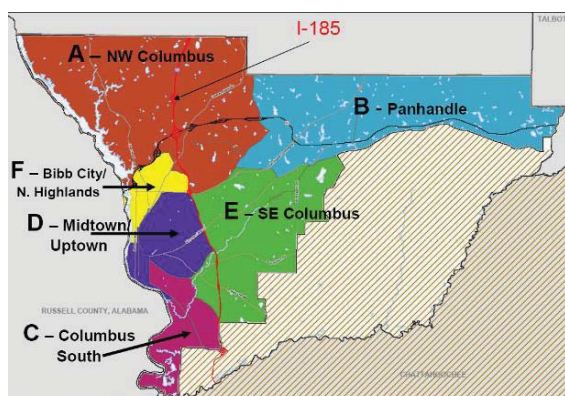 I-185
TALBOT
A – NW Columbus
B – Panhandle
F – Bibb City/
N. Highlands
D – Midtown/
Uptown
E – SE Columbus
RUSSELL COUNTY, ALABAMA
C – Columbus
South
CHATTAHOOCHEE